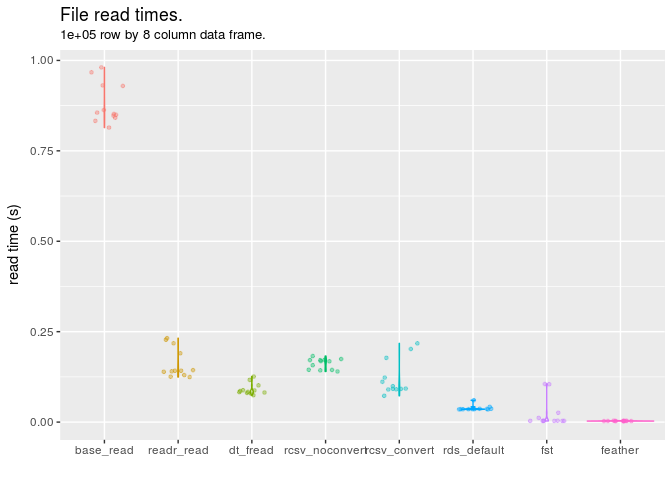 File read times.
1e+05 row by 8 column data frame.
read time (s)
1.00
0.75
0.50
0.25
0.00
base_read readr_read dt_fread rcsv_noconvert rcsv_convert rds_default fst feather